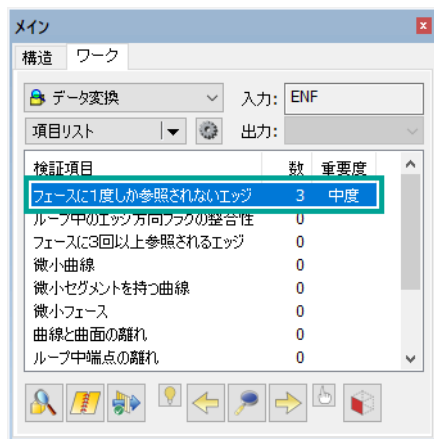 メイン
構造 ワーク
データ変換 入力: ENF
項目リスト 出力:
検証項目 数 重要度
フェースに1度しか参照されないエッジ 3 中度
ループ中のエッジ方向フラグの整合性 0
フェースに3回以上参照されるエッジ 0
微小曲線 0
微小セグメントを持つ曲線 0
微小フェース 0
曲線と曲面の離れ 0
ループ中端点の離れ 0